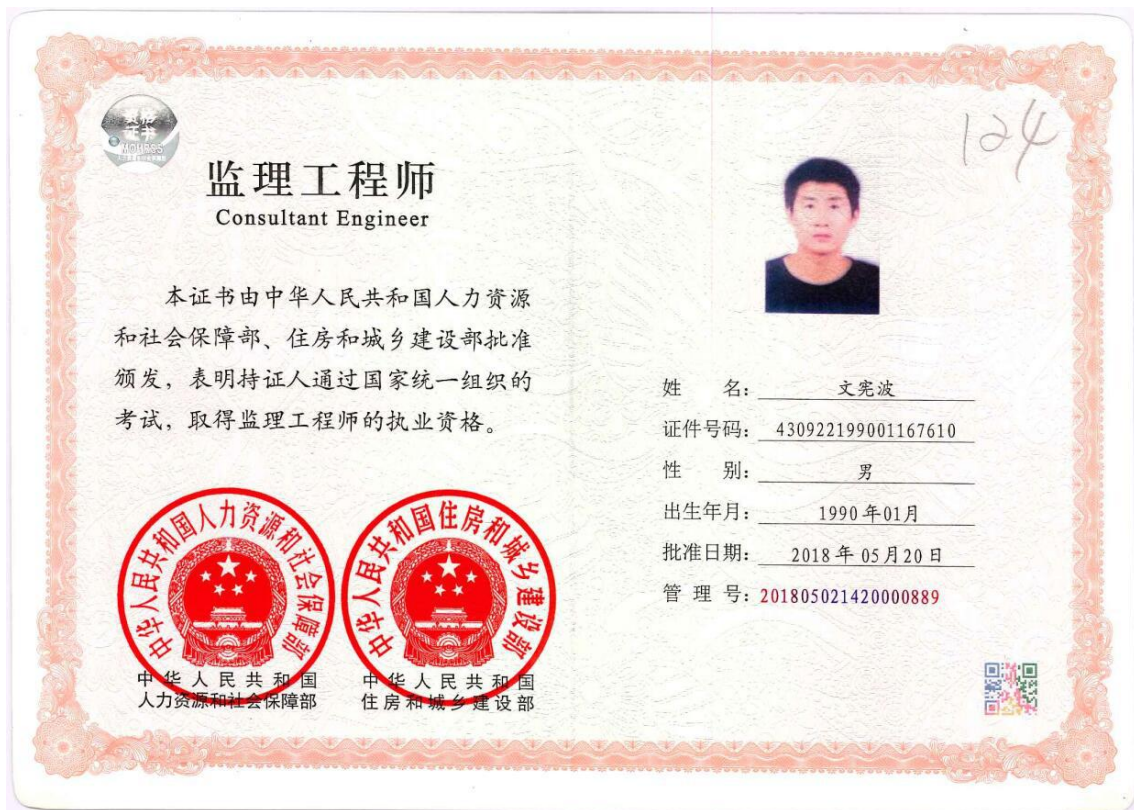 资格
证书
MOHRSS
124
监理工程师
Consultant Engineer
本证书由中华人民共和国人力资源
和社会保障部、住房和城乡建设部批准
颁发，表明持证人通过国家统一组织的
考试，取得监理工程师的执业资格。
姓 名：文宪波
证件号码：430922199001167610
性 别：男
出生年月：1990年01月
批准日期：2018年05月20日
管理号：201805021420000889
中华人民共和国人力资源和社会保障部
中华人民共和国住房和城乡建设部
中华人民共和国
人力资源和社会保障部
中华人民共和国
住房和城乡建设部